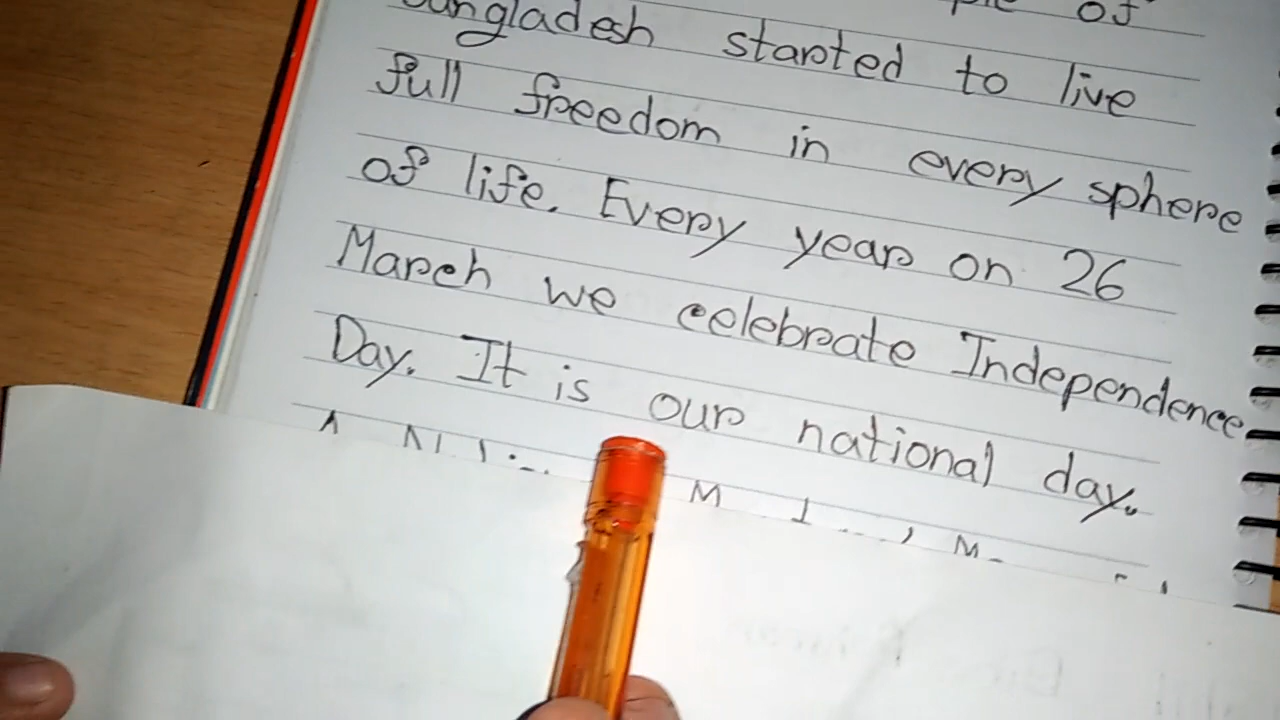 of
Bangladesh started to live
full freedom in every sphere
of life. Every year on 26
March we celebrate Independence
Day. It is our national day.